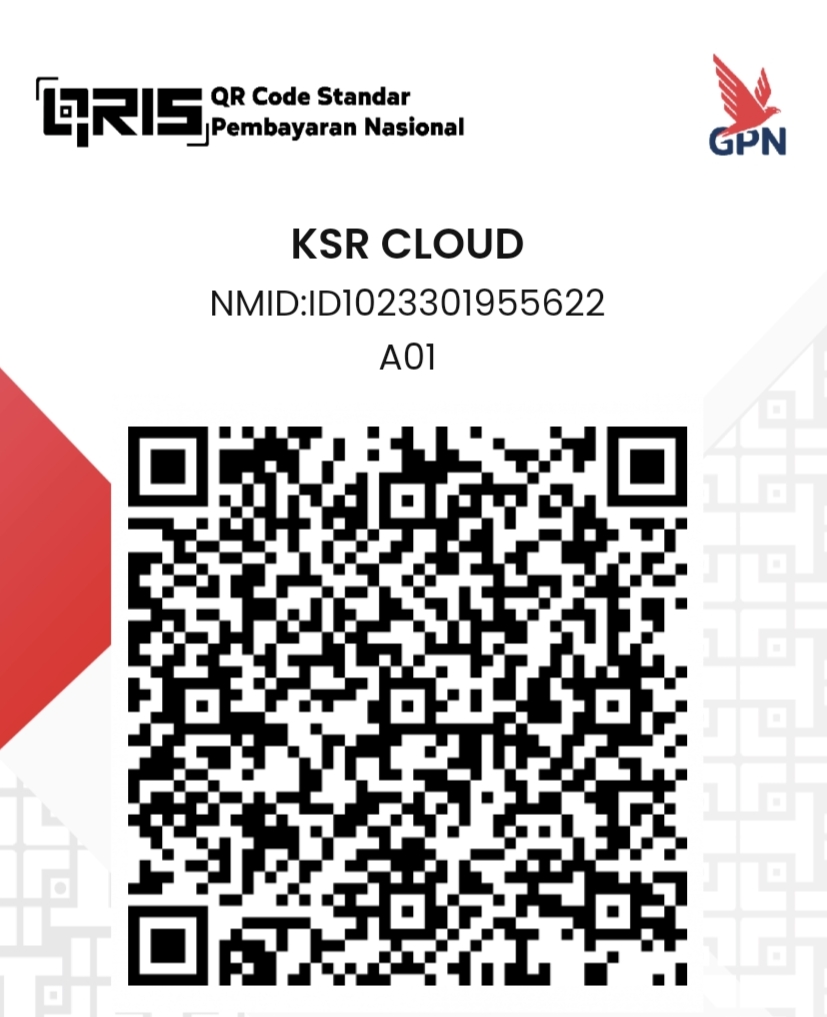 QRIS QR Code Standar
Pembayaran Nasional
GPN
KSR CLOUD
NMID:ID1023301955622
A01